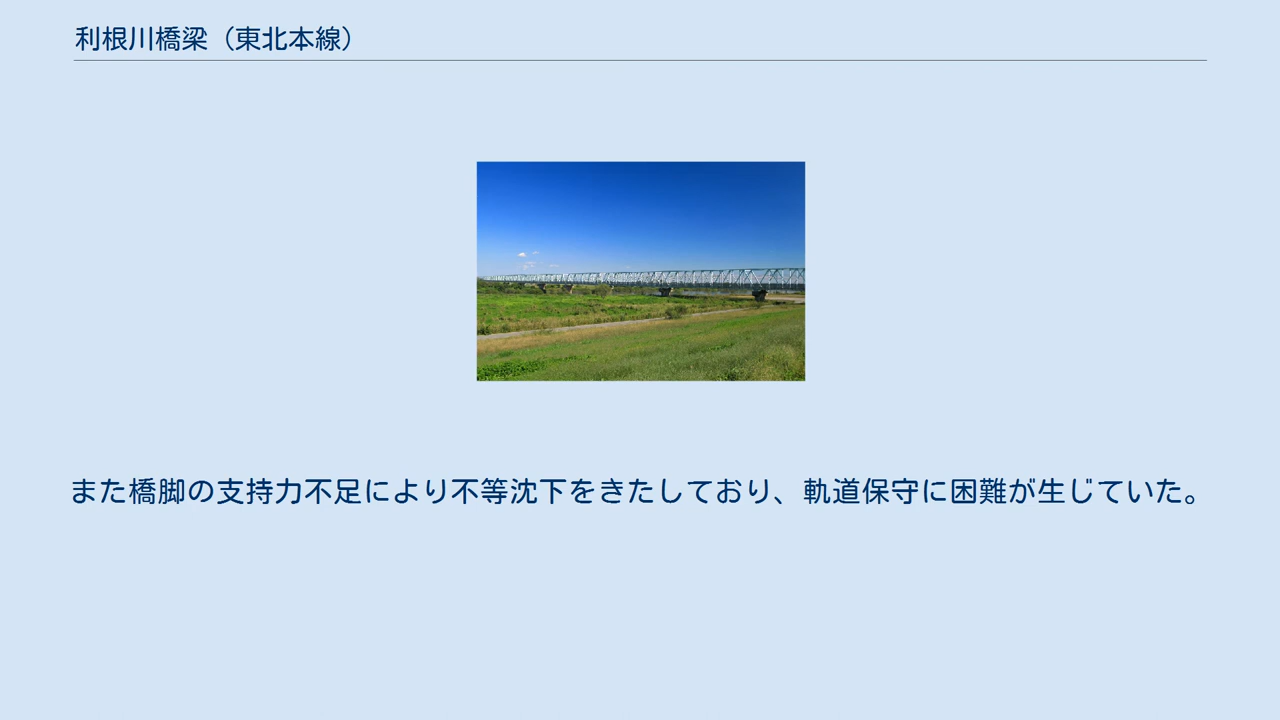 利根川橋梁（東北本線）
また橋脚の支持力不足により不等沈下をきたしており、軌道保守に困難が生じていた。